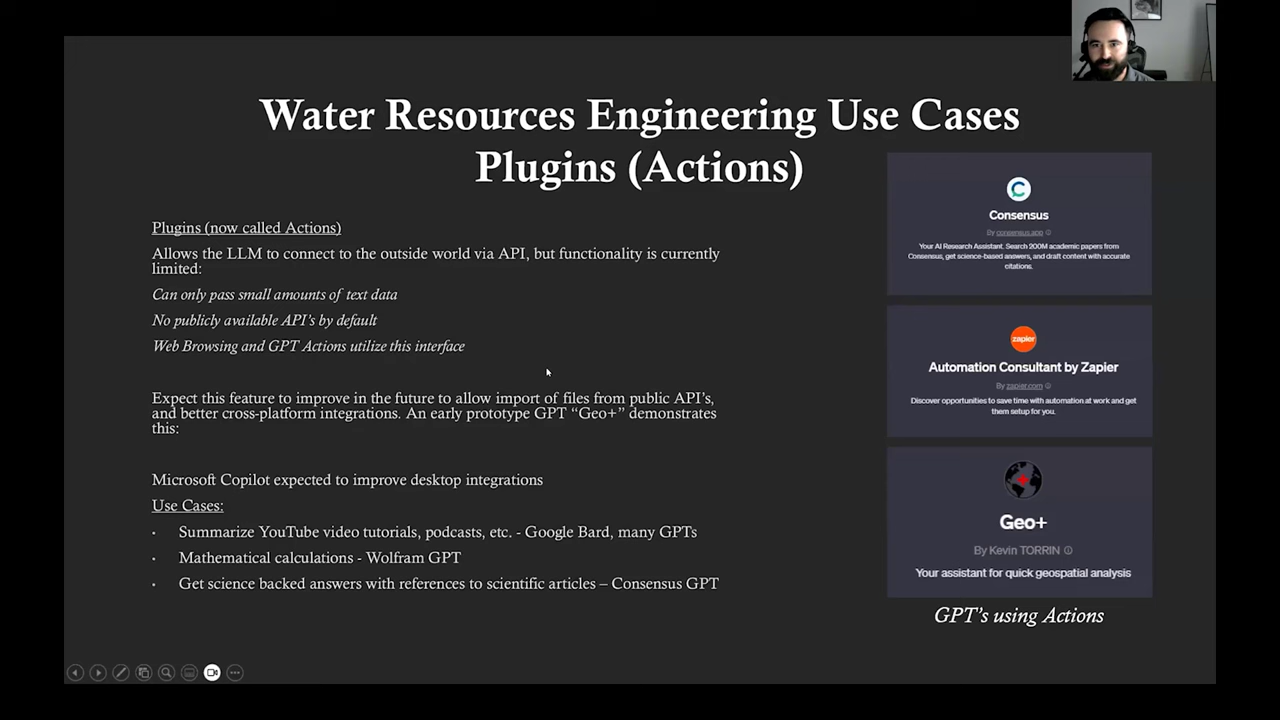 Water Resources Engineering Use Cases
Plugins (Actions)
Plugins (now called Actions)
Allows the LLM to connect to the outside world via API, but functionality is currently
limited:
Can only pass small amounts of text data
No publicly available API's by default
Web Browsing and GPT Actions utilize this interface
Expect this feature to improve in the future to allow import of files from public API's,
and better cross-platform integrations. An early prototype GPT “Geo+” demonstrates
this:
Microsoft Copilot expected to improve desktop integrations
Use Cases:
• Summarize YouTube video tutorials, podcasts, etc. - Google Bard, many GPTs
• Mathematical calculations - Wolfram GPT
• Get science backed answers with references to scientific articles – Consensus GPT
Consensus
By consensus.app
Your AI Research Assistant. Search 200M academic papers from
Consensus, get science-based answers, and draft content with accurate
citations.
zapier
Automation Consultant by Zapier
By zapier.com
Discover opportunities to save time with automation at work and get
them setup for you.
Geo+
By Kevin TORRIN
Your assistant for quick geospatial analysis
GPT's using Actions